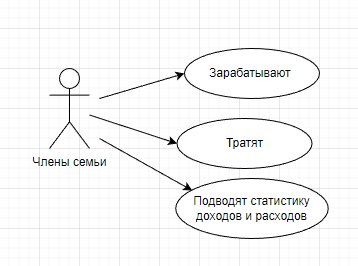 Зарабатывают
Тратят
Члены семьи
Подводят статистику
доходов и расходов